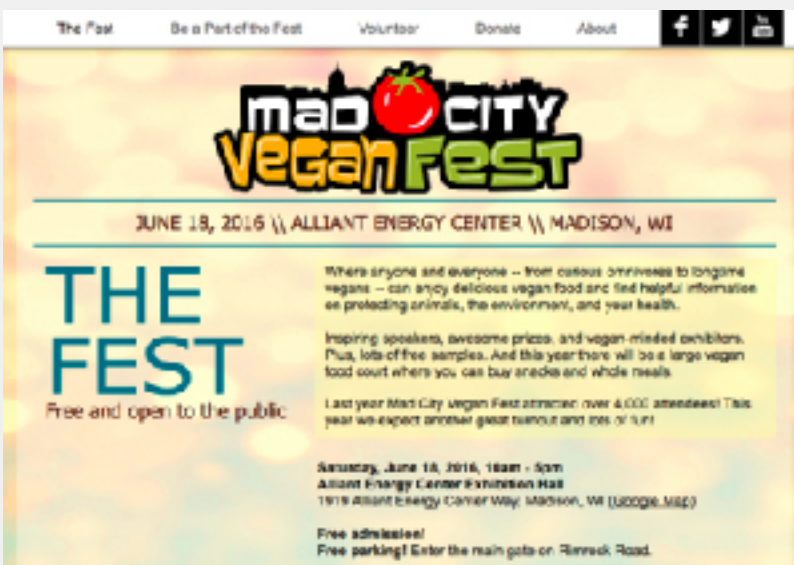 The Fest Be a Part of the Fest Volunteer Donate About
You
MAD CITY
Vegan Fest
JUNE 18, 2016 \\ ALLIANT ENERGY CENTER \\ MADISON, WI
THE
FEST
Free and open to the public
Where anyone and everyone -- from curious omnivores to longtime
vegans -- can enjoy delicious vegan food and find helpful information
on protecting animals, the environment, and your health.
Inspiring speakers, awesome prizes, and vegan-minded exhibitors.
Plus, lots of free samples. And this year there will be a large vegan
food court where you can buy snacks and whole meals.
Last year Mad City Vegan Fest attracted over 4,000 attendees! This
year we expect another great turnout and lots of fun!
Saturday, June 18, 2016, 10am - 5pm
Alliant Energy Center Exhibition Hall
1919 Alliant Energy Center Way, Madison, WI (Google Map)
Free admission!
Free parking! Enter the main gate on Rimrock Road.